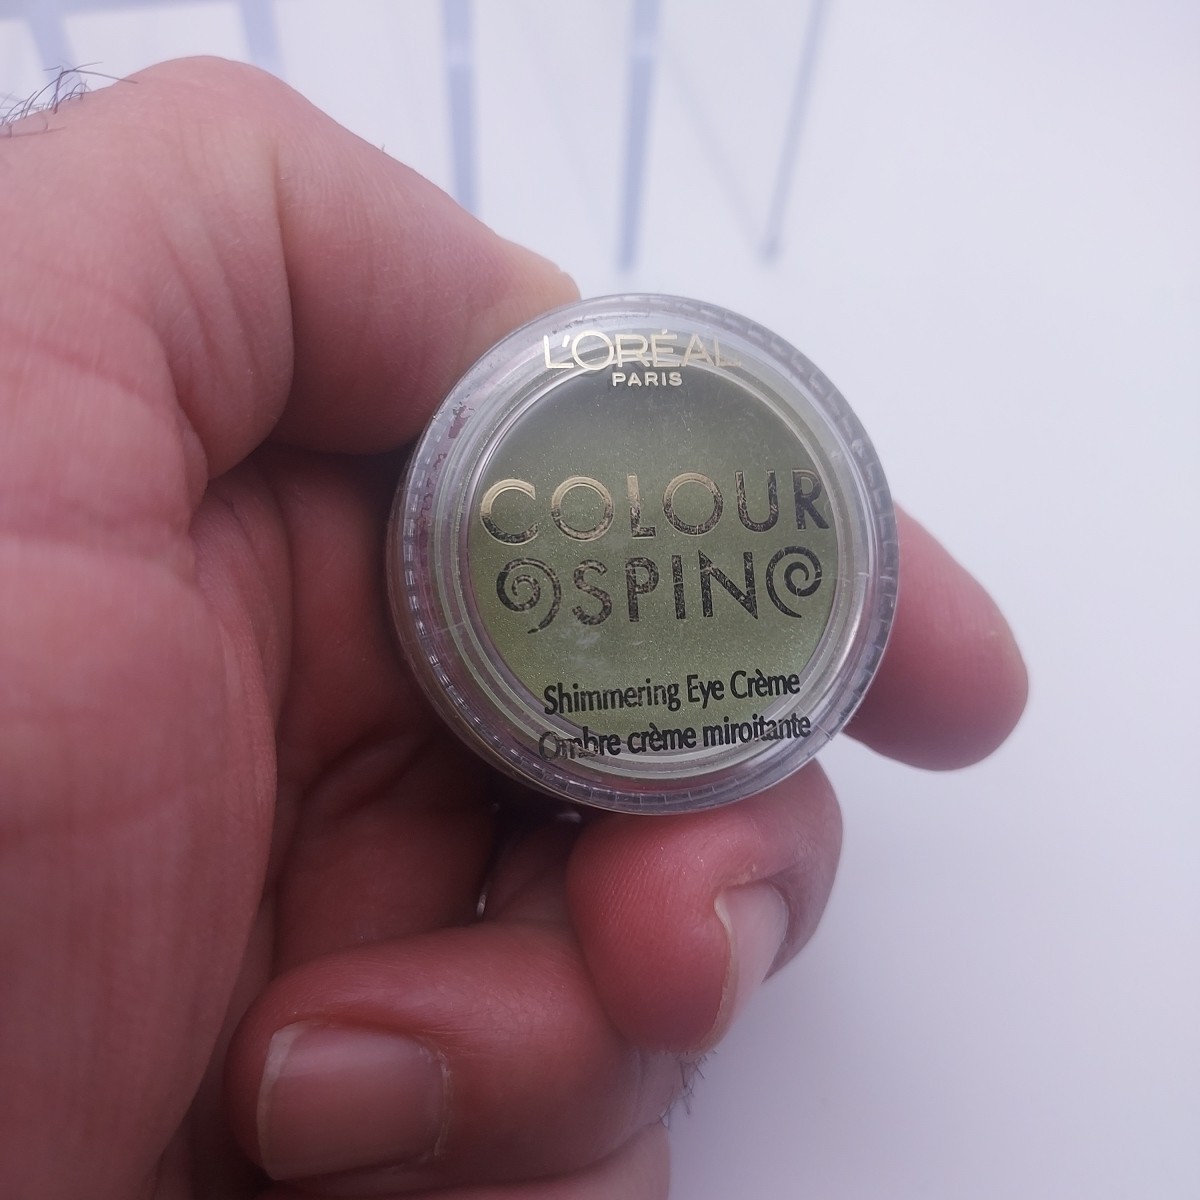 L'ORÉAL
PARIS
COLOUR
SPIN
Shimmering Eye Crème
Ombre crème miroitante